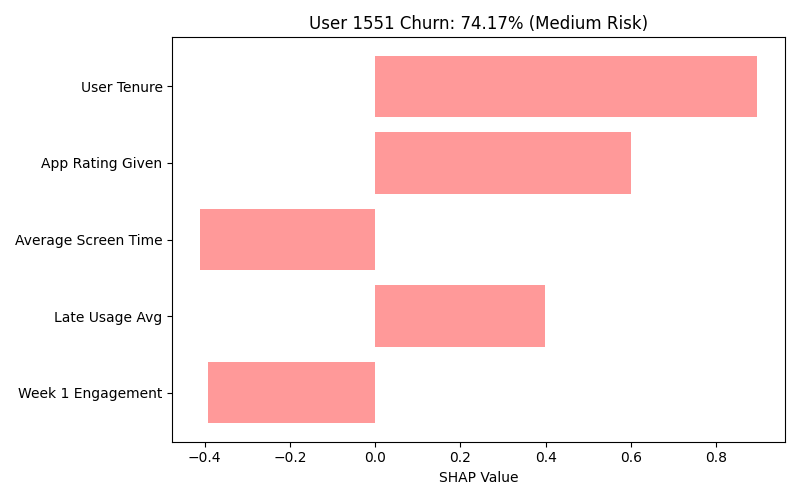 User 1551 Churn: 74.17% (Medium Risk)
User Tenure
App Rating Given
Average Screen Time
Late Usage Avg
Week 1 Engagement
−0.4 −0.2 0.0 0.2 0.4 0.6 0.8
SHAP Value